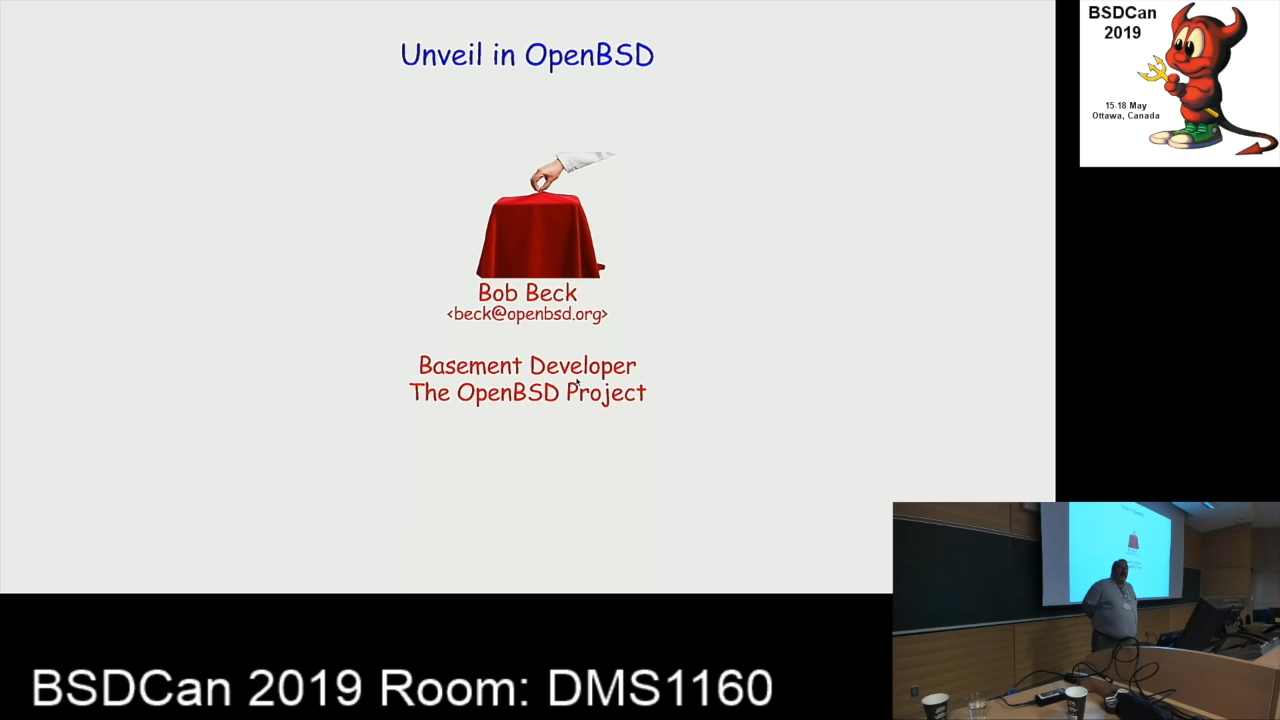 Unveil in OpenBSD
Bob Beck
<beck@openbsd.org>
Basement Developer
The OpenBSD Project
BSDCan
2019
15-18 May
Ottawa, Canada
BSDCan 2019 Room: DMS1160